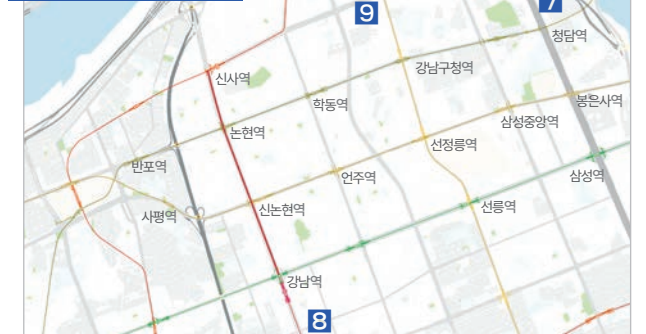 9
7
청담역
강남구청역
신사역
봉은사역
학동역
삼성중앙역
논현역
선정릉역
반포역
삼성역
언주역
선릉역
신논현역
사평역
강남역
8